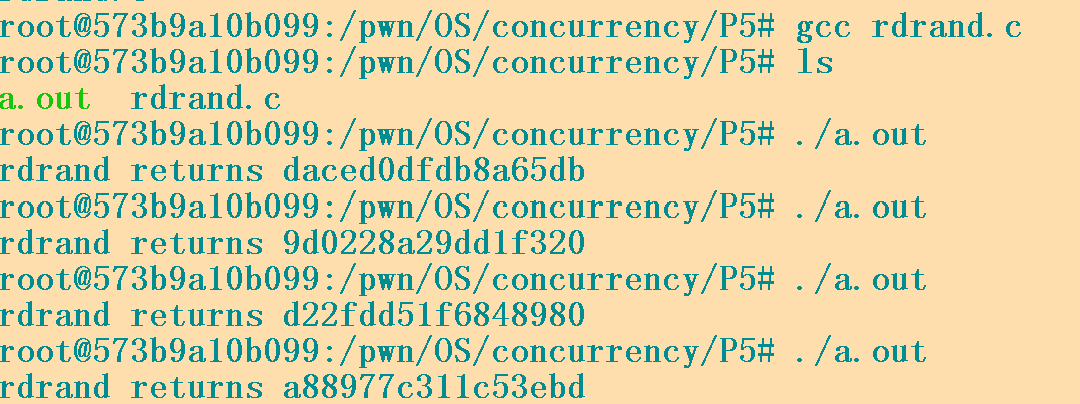 root@573b9a10b099:/pwn/OS/concurrency/P5# gcc rdrand.c
root@573b9a10b099:/pwn/OS/concurrency/P5# ls
a.out  rdrand.c
root@573b9a10b099:/pwn/OS/concurrency/P5# ./a.out
rdrand returns daced0dfdb8a65db
root@573b9a10b099:/pwn/OS/concurrency/P5# ./a.out
rdrand returns 9d0228a29dd1f320
root@573b9a10b099:/pwn/OS/concurrency/P5# ./a.out
rdrand returns d22fdd51f6848980
root@573b9a10b099:/pwn/OS/concurrency/P5# ./a.out
rdrand returns a88977c311c53ebd